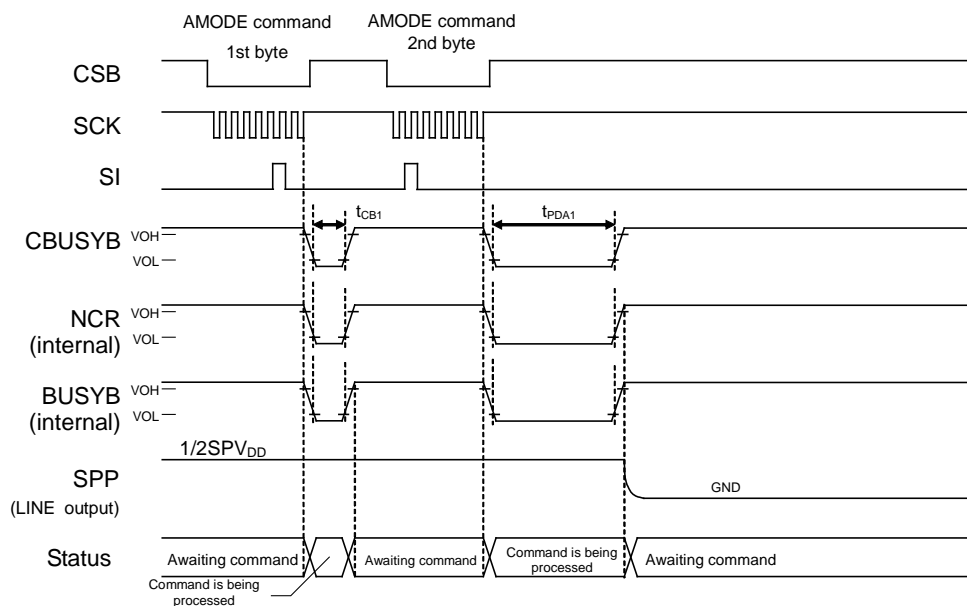 AMODE command
1st byte
AMODE command
2nd byte
CSB
SCK
SI
tCB1
tPDA1
CBUSYB
VOH
VOL
NCR
(internal)
VOH
VOL
BUSYB
(internal)
VOH
VOL
1/2SPVDD
SPP
(LINE output)
GND
Status
Awaiting command
Command is being
processed
Awaiting command
Command is being
processed
Awaiting command